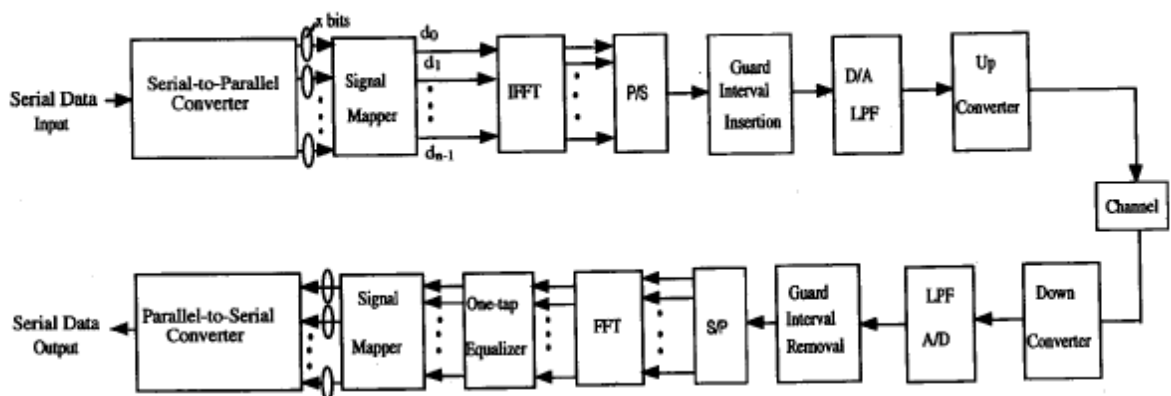 x bits
Serial Data
Input
Serial-to-Parallel
Converter
Signal
Mapper
d0
d1
dn-1
IFFT
P/S
Guard
Interval
Insertion
D/A
LPF
Up
Converter
Channel
Serial Data
Output
Parallel-to-Serial
Converter
Signal
Mapper
One-tap
Equalizer
FFT
S/P
Guard
Interval
Removal
LPF
A/D
Down
Converter